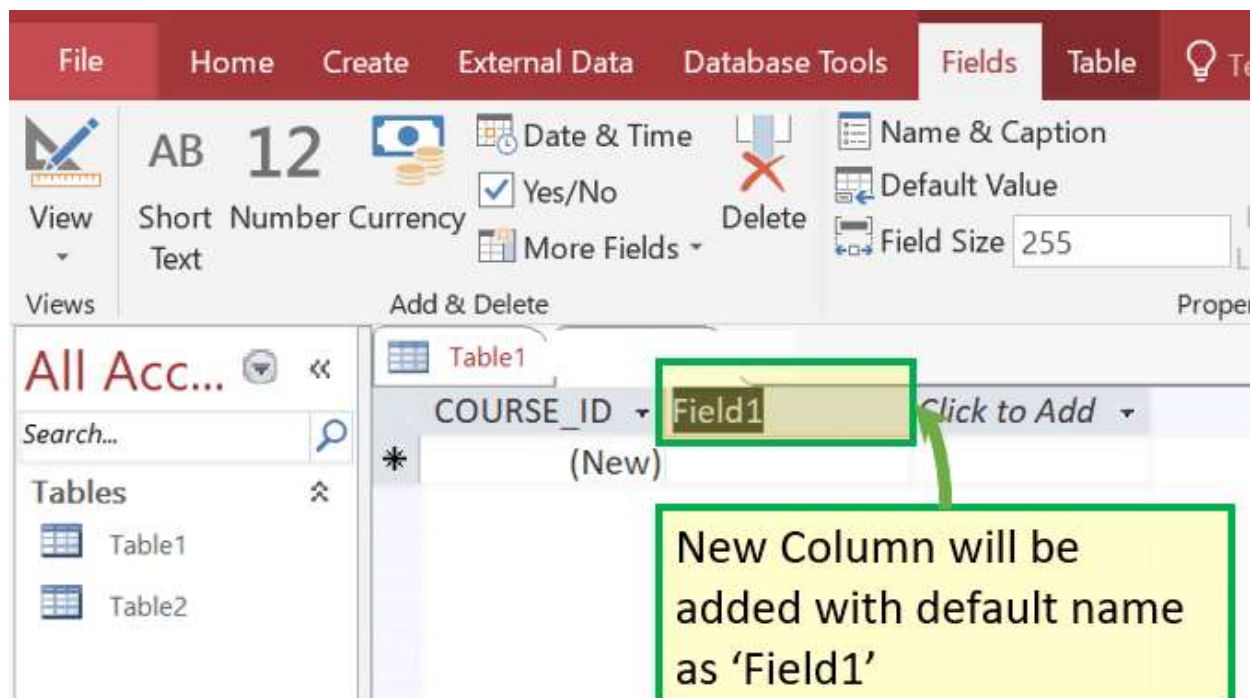 File Home Create External Data Database Tools Fields Table
AB 12 Date & Time Name & Caption
Yes/No Default Value
View Short Number Currency More Fields Delete Field Size 255
Text
Views Add & Delete
All Acc... Table1
COURSE_ID Field1 Click to Add
Search...
(New)
Tables
Table1
Table2
New Column will be
added with default name
as ‘Field1’